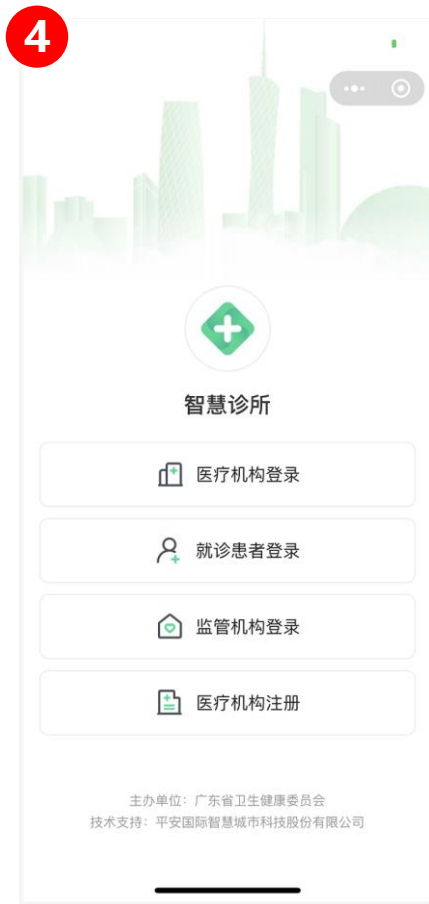 4
智慧诊所
医疗机构登录
就诊患者登录
监管机构登录
医疗机构注册
主办单位：广东省卫生健康委员会
技术支持：平安国际智慧城市科技股份有限公司